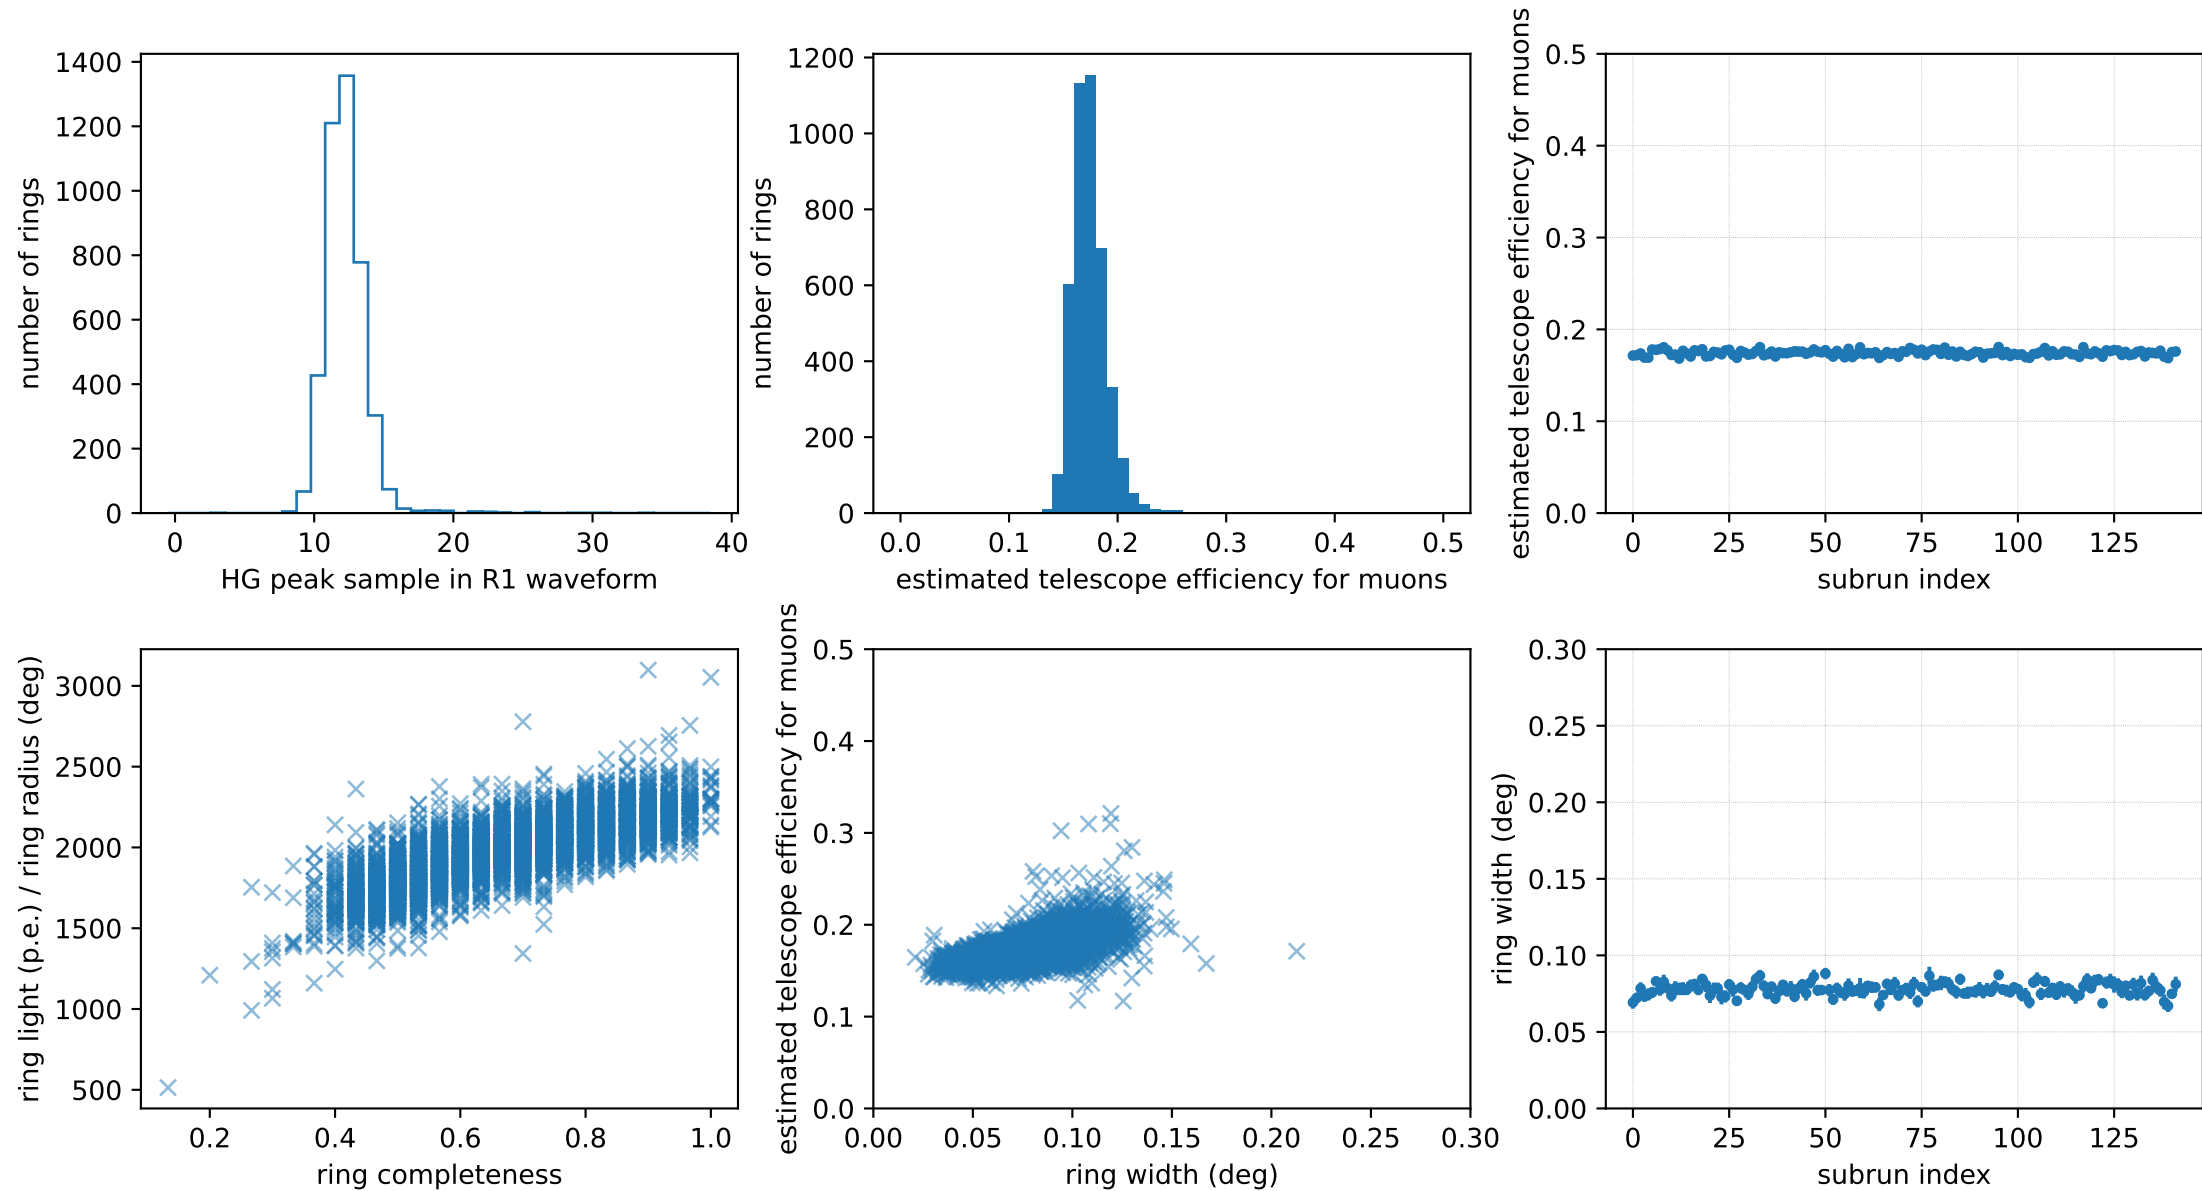 number of rings
1400
1200
1000
800
600
400
200
0
0 10 20 30 40
HG peak sample in R1 waveform
number of rings
1200
1000
800
600
400
200
0
0.0 0.1 0.2 0.3 0.4 0.5
estimated telescope efficiency for muons
estimated telescope efficiency for muons
0.5
0.4
0.3
0.2
0.1
0.0
0 25 50 75 100 125
subrun index
ring light (p.e.) / ring radius (deg)
3000
2500
2000
1500
1000
500
0.2 0.4 0.6 0.8 1.0
ring completeness
estimated telescope efficiency for muons
0.5
0.4
0.3
0.2
0.1
0.0
0.00 0.05 0.10 0.15 0.20 0.25 0.30
ring width (deg)
ring width (deg)
0.30
0.25
0.20
0.15
0.10
0.05
0.00
0 25 50 75 100 125
subrun index